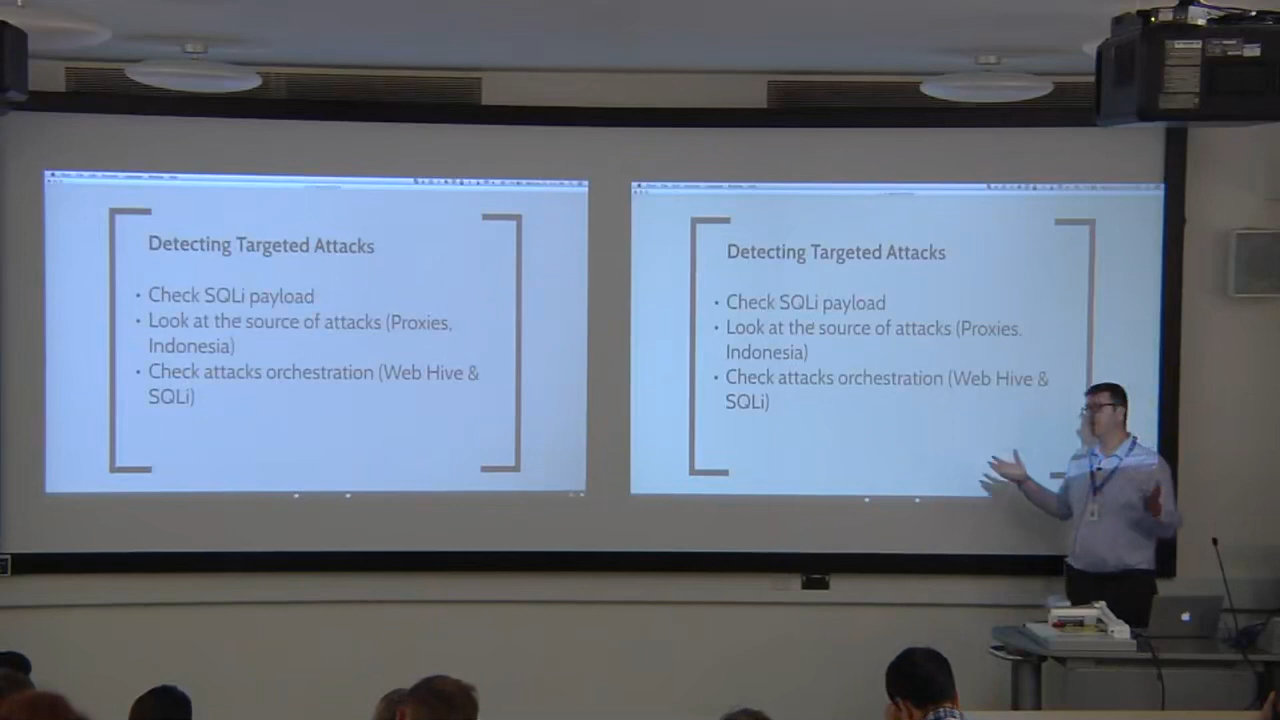 Detecting Targeted Attacks
• Check SQLi payload
• Look at the source of attacks (Proxies,
Indonesia)
• Check attacks orchestration (Web Hive &
SQLi)
Detecting Targeted Attacks
• Check SQLi payload
• Look at the source of attacks (Proxies,
Indonesia)
• Check attacks orchestration (Web Hive &
SQLi)